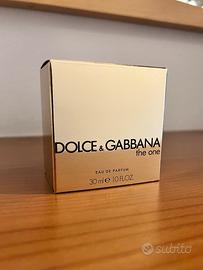 DOLCE & GABBANA
the one
EAU DE PARFUM
30 ml e 1.0 FL.OZ.
subito